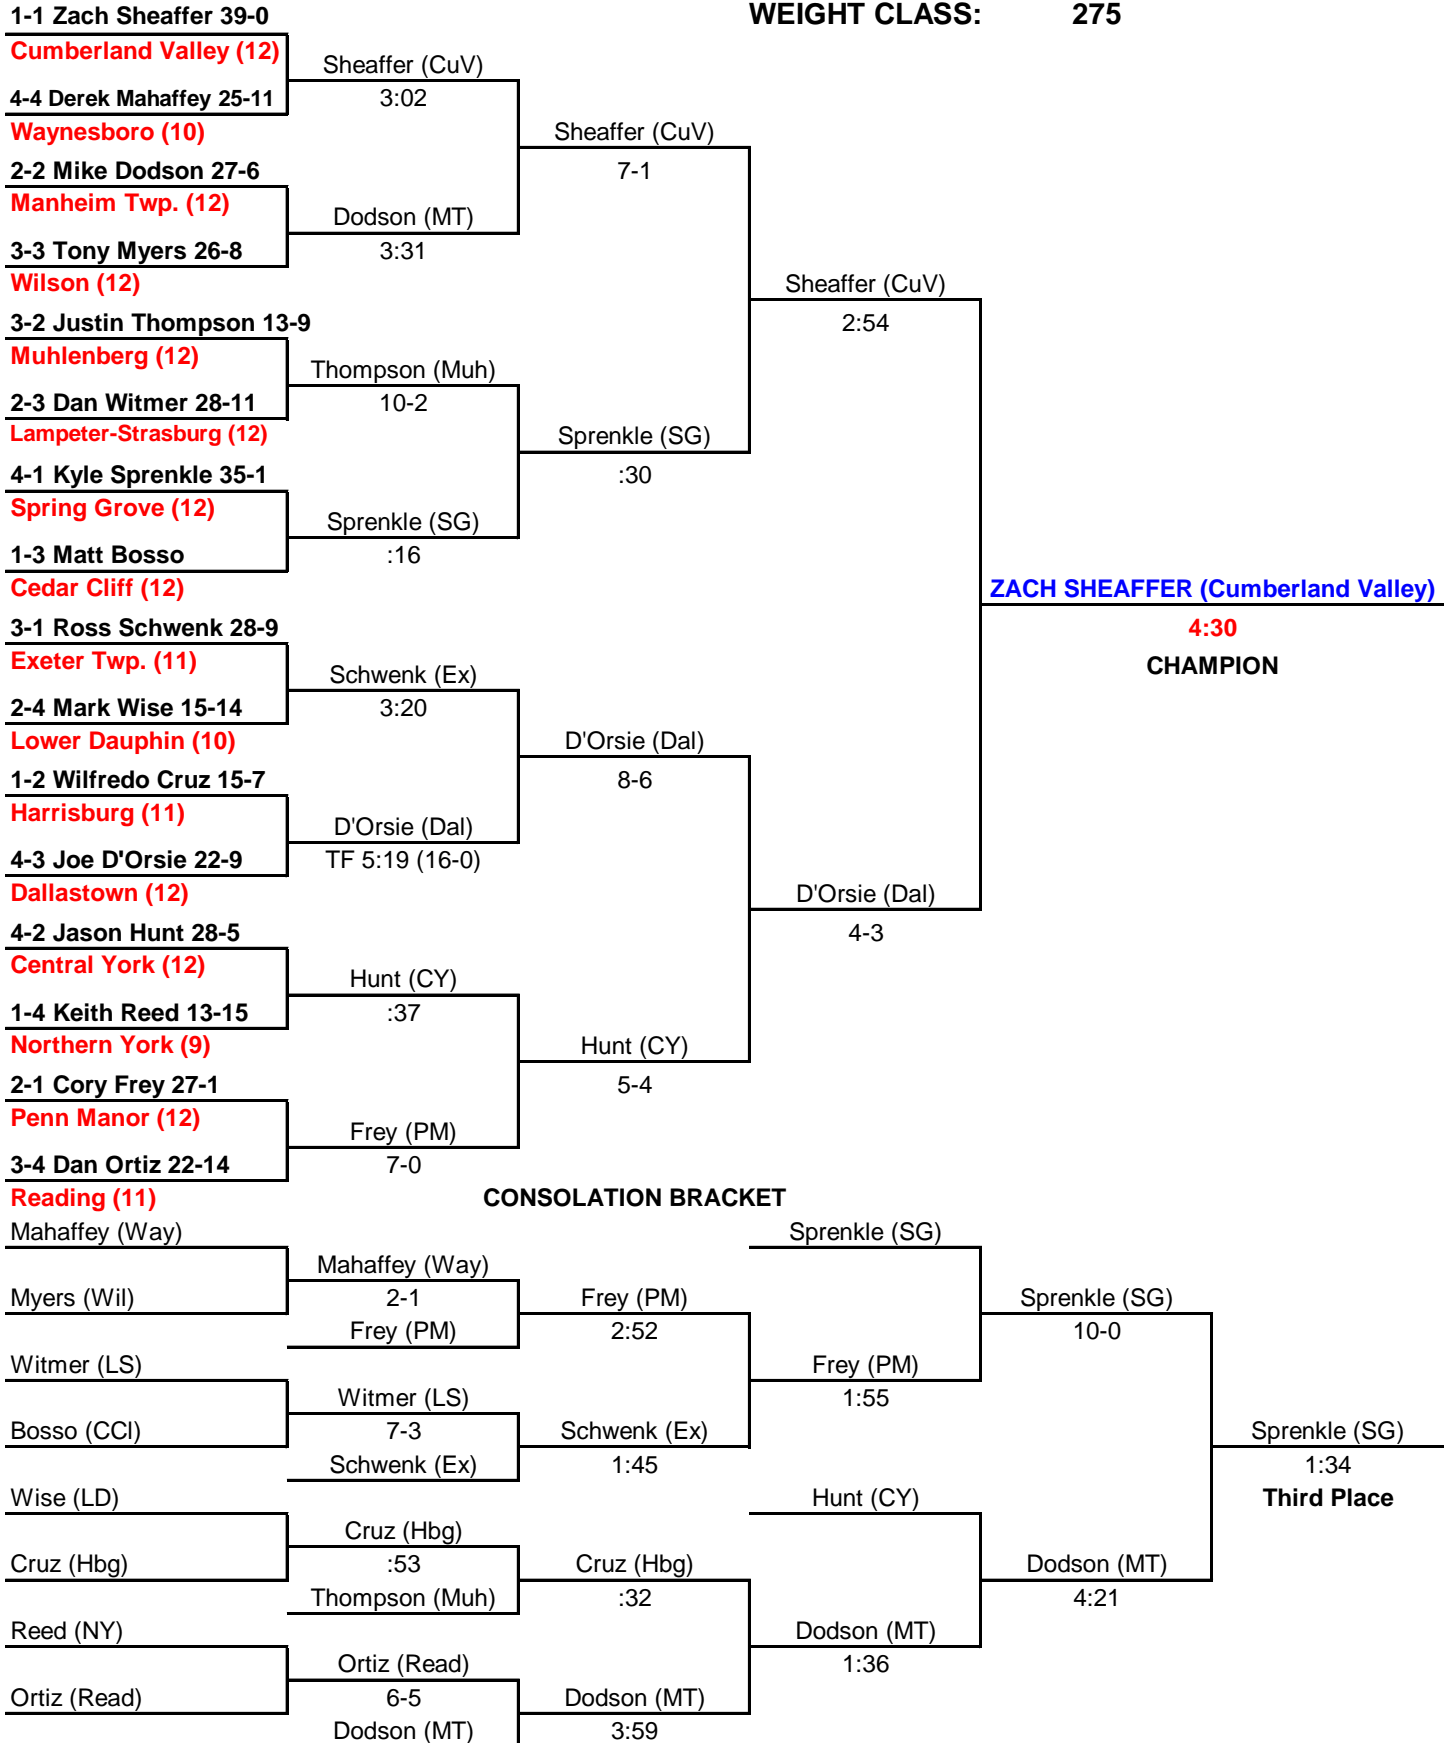 1-1 Zach Sheaffer 39-0
WEIGHT CLASS: 275
Cumberland Valley (12)
Sheaffer (CuV)
4-4 Derek Mahaffey 25-11
3:02
Waynesboro (10)
Sheaffer (CuV)
2-2 Mike Dodson 27-6
7-1
Manheim Twp. (12)
Dodson (MT)
3-3 Tony Myers 26-8
3:31
Wilson (12)
Sheaffer (CuV)
3-2 Justin Thompson 13-9
2:54
Muhlenberg (12)
Thompson (Muh)
2-3 Dan Witmer 28-11
10-2
Lampeter-Strasburg (12)
Sprenkle (SG)
4-1 Kyle Sprenkle 35-1
:30
Spring Grove (12)
Sprenkle (SG)
1-3 Matt Bosso
:16
Cedar Cliff (12)
ZACH SHEAFFER (Cumberland Valley)
3-1 Ross Schwenk 28-9
4:30
Exeter Twp. (11)
CHAMPION
Schwenk (Ex)
2-4 Mark Wise 15-14
3:20
Lower Dauphin (10)
D'Orsie (Dal)
1-2 Wilfredo Cruz 15-7
8-6
Harrisburg (11)
D'Orsie (Dal)
4-3 Joe D'Orsie 22-9
TF 5:19 (16-0)
Dallastown (12)
D'Orsie (Dal)
4-2 Jason Hunt 28-5
4-3
Central York (12)
Hunt (CY)
1-4 Keith Reed 13-15
:37
Northern York (9)
Hunt (CY)
2-1 Cory Frey 27-1
5-4
Penn Manor (12)
Frey (PM)
3-4 Dan Ortiz 22-14
7-0
Reading (11)
CONSOLATION BRACKET
Mahaffey (Way)
Sprenkle (SG)
Mahaffey (Way)
Myers (Wil)
2-1
Frey (PM)
Sprenkle (SG)
Frey (PM)
2:52
10-0
Witmer (LS)
Frey (PM)
Witmer (LS)
1:55
Bosso (CCl)
7-3
Schwenk (Ex)
Sprenkle (SG)
Schwenk (Ex)
1:45
1:34
Wise (LD)
Hunt (CY)
Third Place
Cruz (Hbg)
Cruz (Hbg)
:53
Cruz (Hbg)
Dodson (MT)
Thompson (Muh)
:32
4:21
Reed (NY)
Dodson (MT)
Ortiz (Read)
1:36
Ortiz (Read)
6-5
Dodson (MT)
Dodson (MT)
3:59